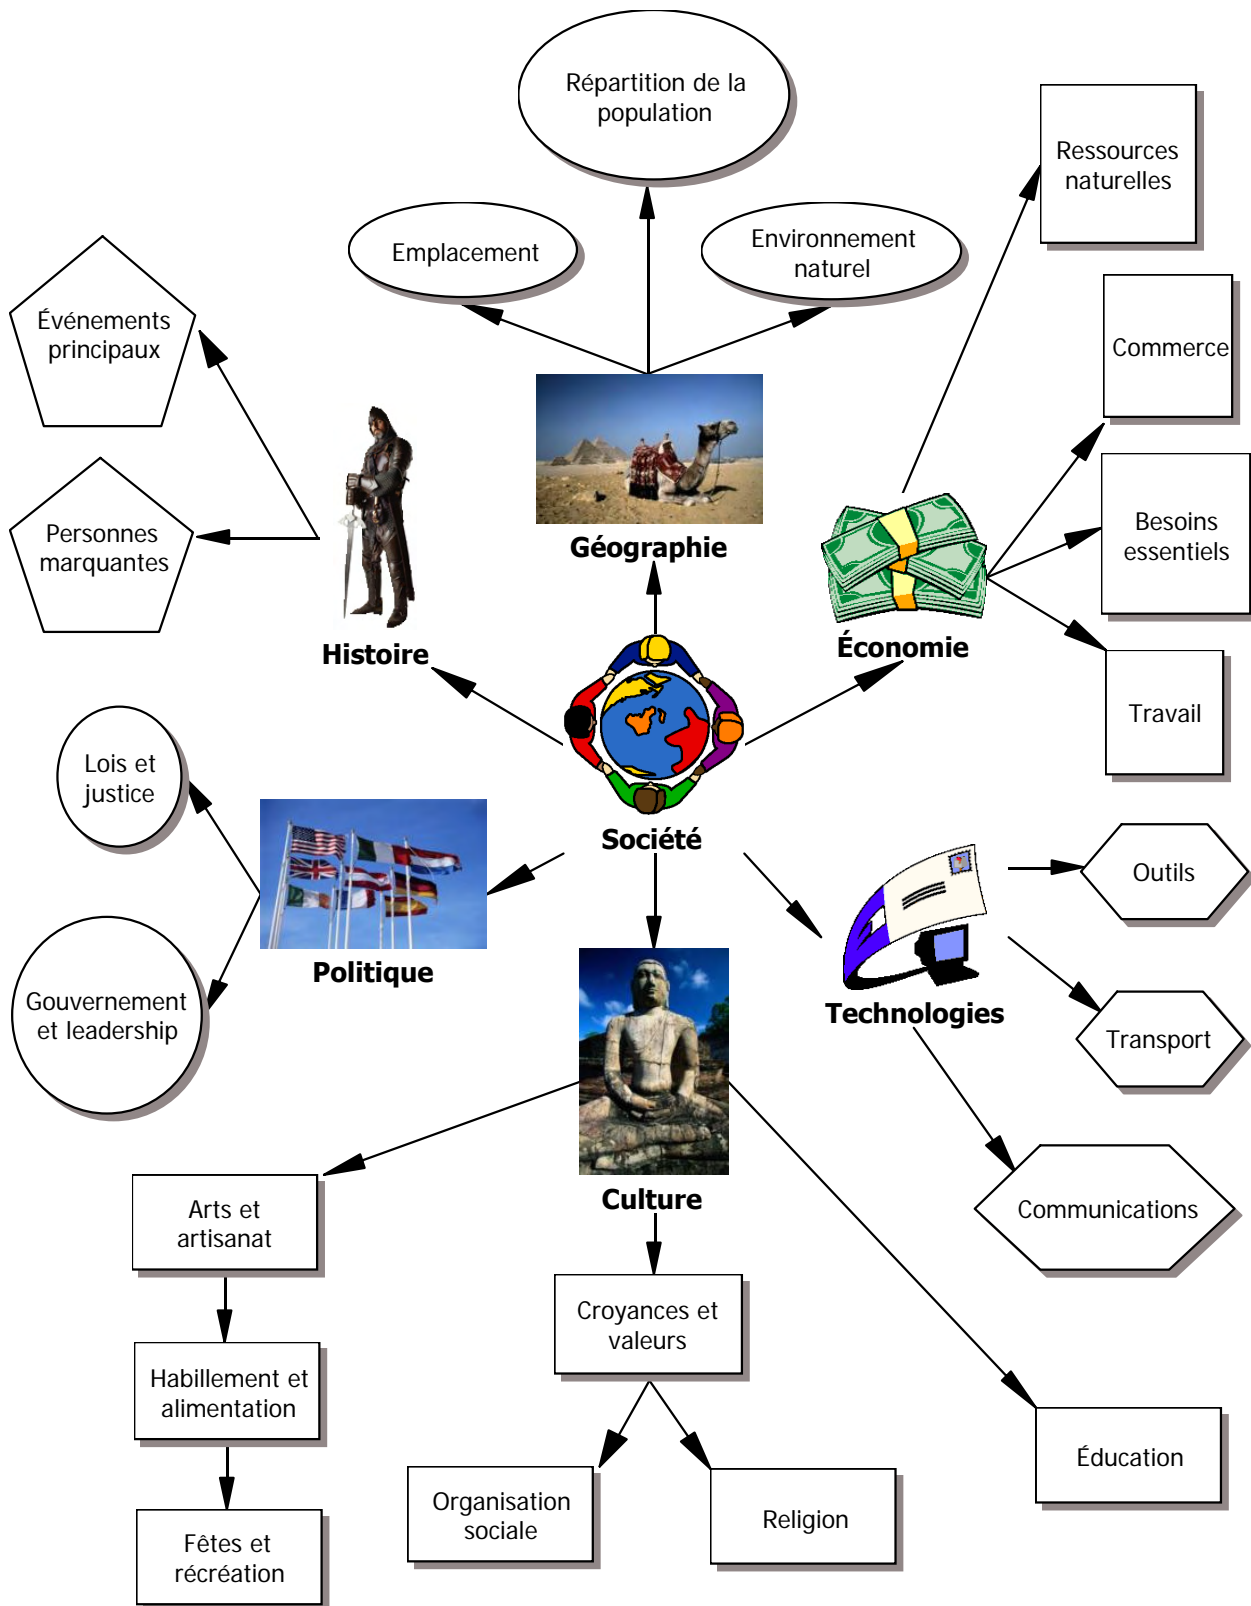 Répartition de la
population
Ressources
naturelles
Emplacement
Environnement
naturel
Événements
principaux
Commerce
Personnes
marquantes
Besoins
essentiels
Géographie
Histoire
Économie
Travail
Lois et
justice
Société
Outils
Politique
Gouvernement
et leadership
Technologies
Transport
Culture
Communications
Arts et
artisanat
Croyances et
valeurs
Habillement et
alimentation
Éducation
Organisation
sociale
Religion
Fêtes et
récréation